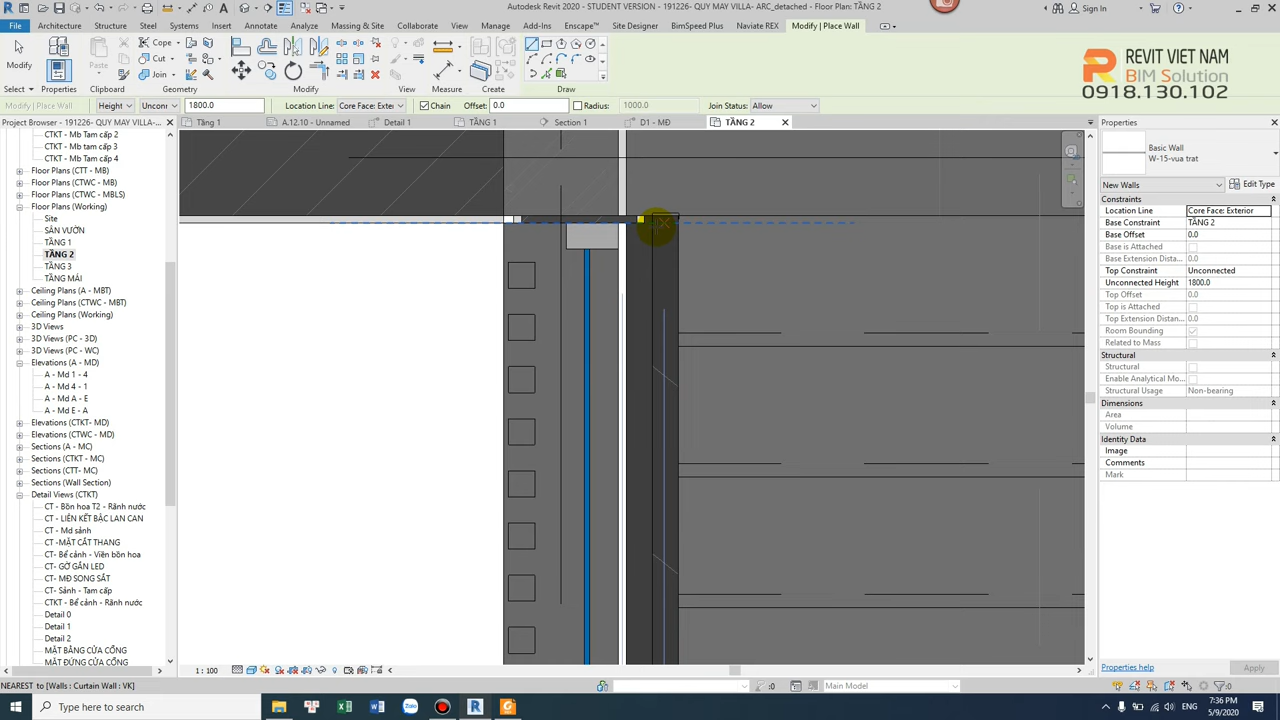 Autodesk Revit 2020 - STUDENT VERSION - 191226- QUY MAY VILLA- ARC_detached - Floor Plan: TẦNG 2
Sign In
File Architecture Structure Steel Systems Insert Annotate Analyze Massing & Site Collaborate View Manage Add-Ins Enscape™ Site Designer BimSpeed Plus Naviate REX Modify | Place Wall
Modify Paste Cope Cut Join
Select Properties Clipboard Geometry Modify View Measure Create Draw
REVIT VIET NAM
BIM Solution
0918.130.102
Modify | Place Wall Height Unconr 1800.0 Location Line: Core Face: Exter Chain Offset: 0.0 Radius: 1000.0 Join Status: Allow
Project Browser - 191226- QUY MAY VILLA-
Tầng 1 A.12.10 - Unnamed Detail 1 TẦNG 1 Section 1 D1 - MĐ TẦNG 2
CTKT - Mb Tam cấp 2
CTKT - Mb Tam cấp 3
CTKT - Mb Tam cấp 4
Floor Plans (CTT - MB)
Floor Plans (CTWC - MB)
Floor Plans (CTWC - MBLS)
Floor Plans (Working)
Site
SÂN VƯỜN
TẦNG 1
TẦNG 2
TẦNG 3
TẦNG MÁI
Ceiling Plans (A - MBT)
Ceiling Plans (CTWC - MBT)
Ceiling Plans (Working)
3D Views
3D Views (PC - 3D)
3D Views (PC - WC)
Elevations (A - MD)
A - Md 1 - 4
A - Md 4 - 1
A - Md A - E
A - Md E - A
Elevations (CTKT- MD)
Elevations (CTWC - MD)
Sections (A - MC)
Sections (CTKT - MC)
Sections (CTT- MC)
Sections (Wall Section)
Detail Views (CTKT)
CT - Bồn hoa T2 - Rãnh nước
CT - LIÊN KẾT BẬC LAN CAN
CT - Md sảnh
CT -MẶT CẮT THANG
CT- Bể cảnh - Viền bồn hoa
CT- GỜ GẮN LED
CT- MĐ SONG SẮT
CT- Sảnh - Tam cấp
CTKT - Bể cảnh - Rãnh nước
Detail 0
Detail 1
Detail 2
MẶT BẰNG CỬA CỔNG
MẶT ĐỨNG CỬA CỔNG
Properties
Basic Wall
W-15-vua trat
New Walls Edit Type
Constraints
Location Line Core Face: Exterior
Base Constraint TẦNG 2
Base Offset 0.0
Base is Attached
Base Extension Distan...
Top Constraint Unconnected
Unconnected Height 1800.0
Top Offset 0.0
Top is Attached
Top Extension Distanc... 0.0
Room Bounding
Related to Mass
Structural
Structural
Enable Analytical Mo...
Structural Usage Non-bearing
Dimensions
Area
Volume
Identity Data
Image
Comments
Mark
Properties help Apply
1 : 100
NEAREST to [Walls : Curtain Wall : VK] :0 Main Model :0
Type here to search
ENG
7:36 PM
5/9/2020